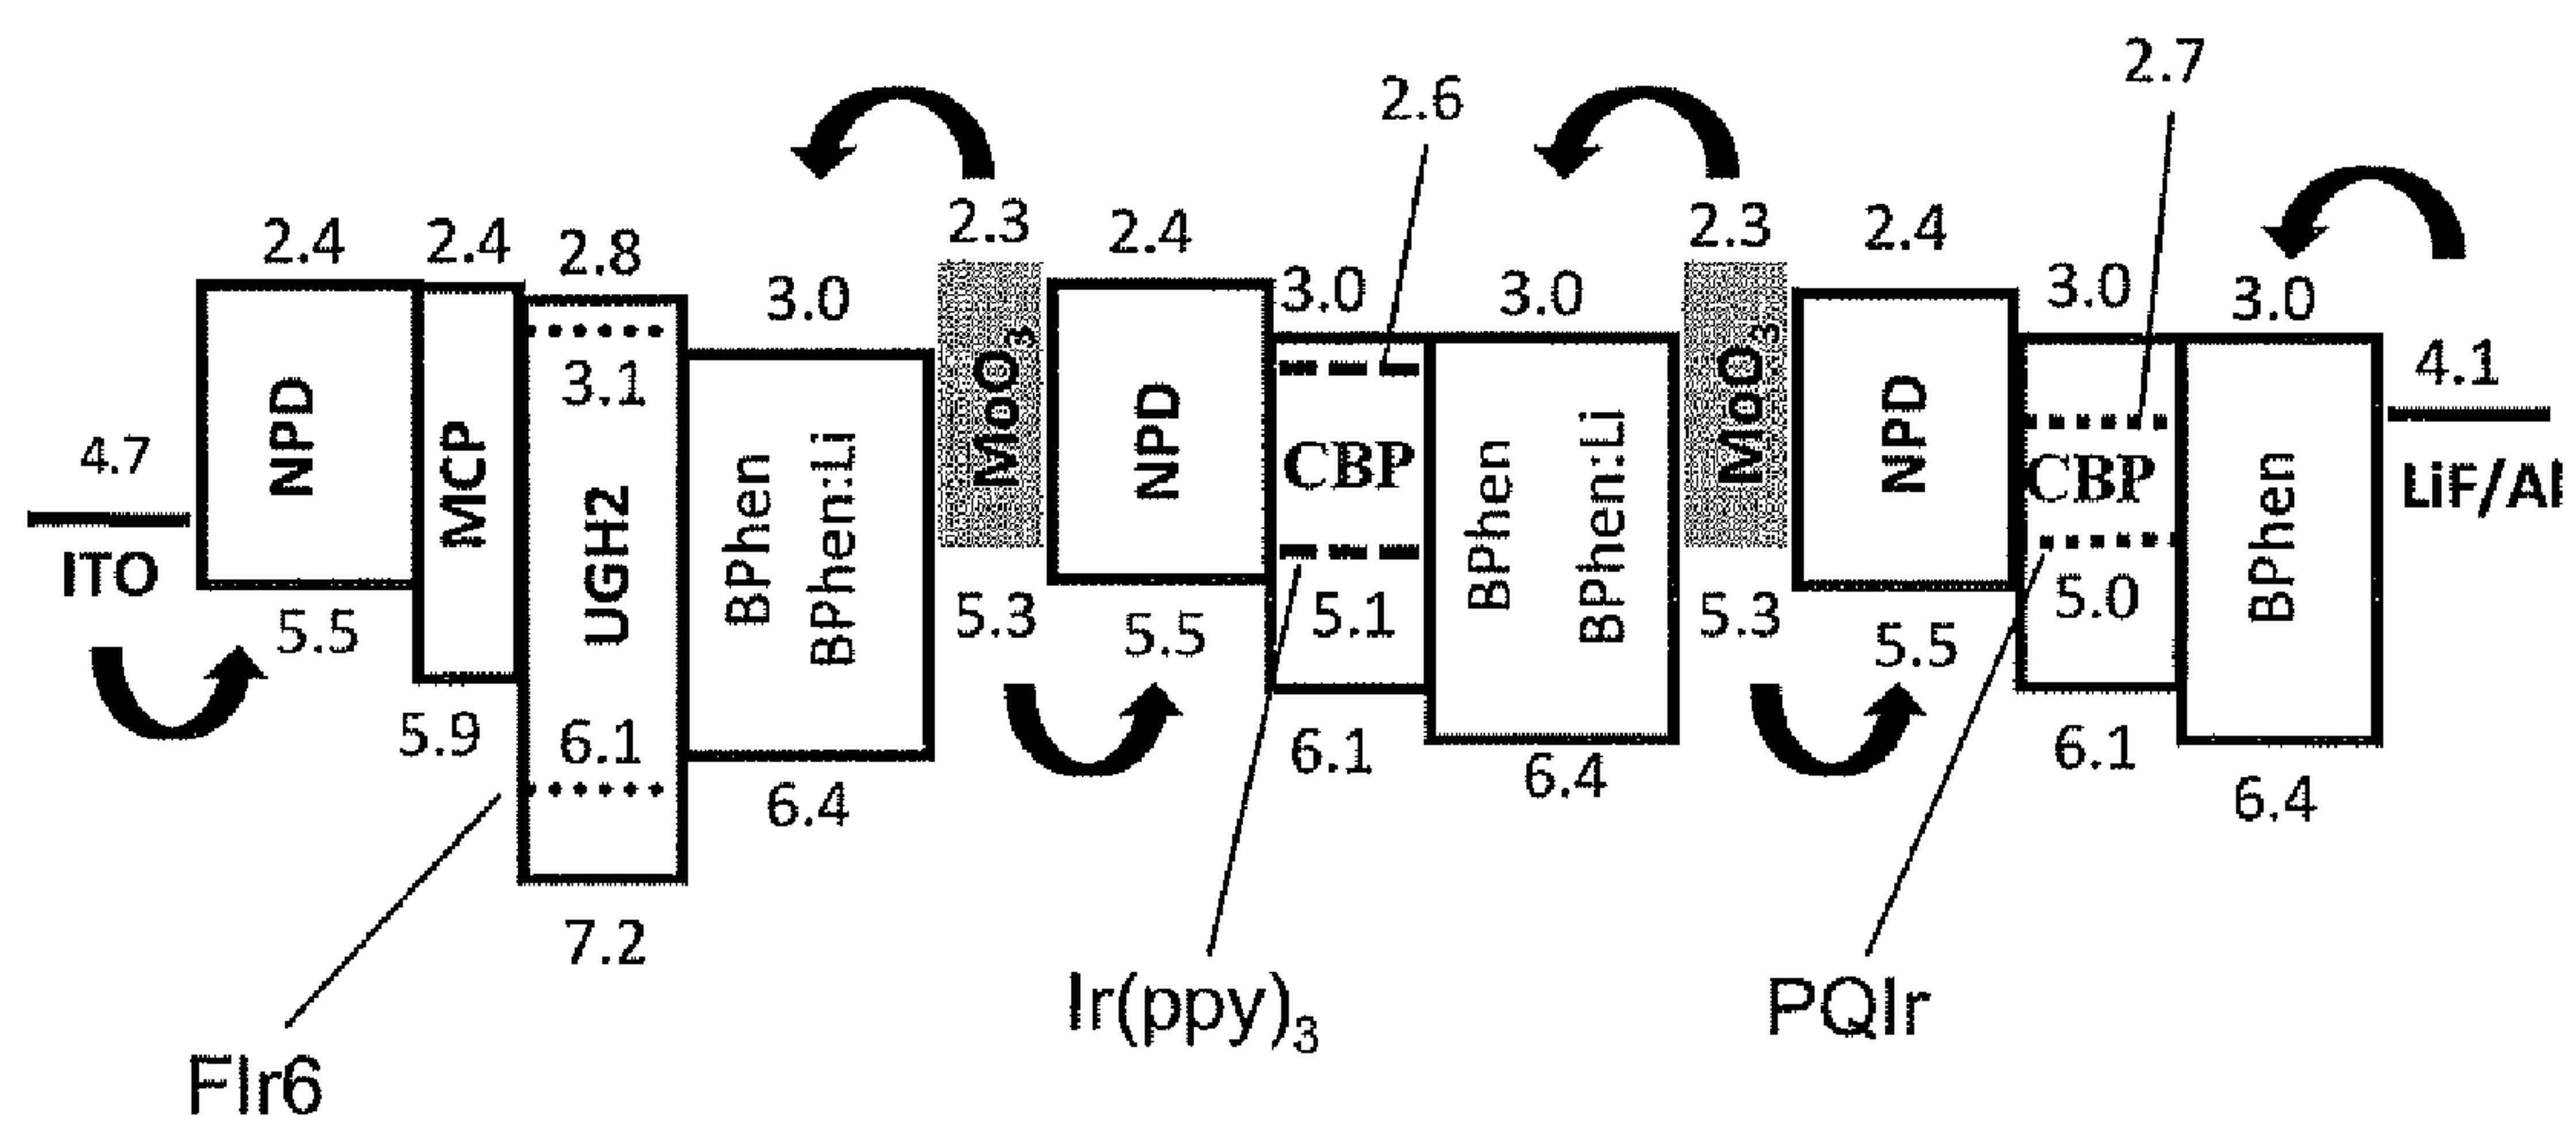 2.7
2.6
2.4 2.4 2.8 3.0 2.3 2.4 3.0 3.0 2.3 2.4 3.0 3.0
4.7
ITO
NPD
5.5
MCP
5.9
3.1
UGH2
6.1
7.2
BPhen
BPhen:Li
6.4
MoO3
5.3
NPD
5.5
CBP
5.1
6.1
BPhen
BPhen:Li
6.4
MoO3
5.3
NPD
5.5
CBP
5.0
6.1
BPhen
6.4
4.1
LiF/Al
FIr6
Ir(ppy)3
PQIr